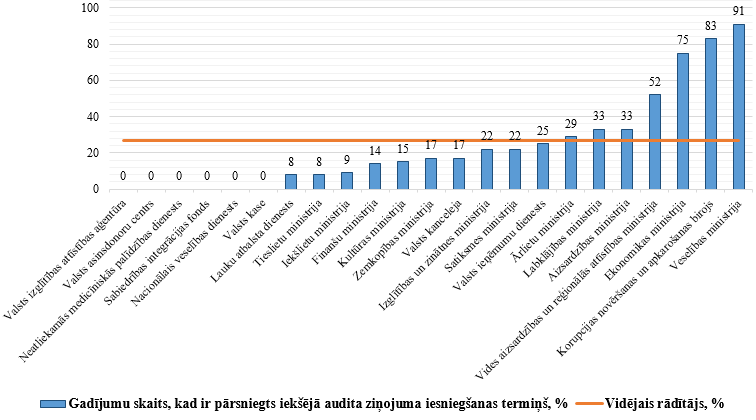 100
80
60
40
20
0
0 0 0 0 0 0 8 8 9 14 15 17 17 22 22 25 29 33 33 52 75 83 91
Valsts izglītības attīstības aģentūra
Valsts asinsdonoru centrs
Neatliekamās medicīniskās palīdzības dienests
Sabiedrības integrācijas fonds
Nacionālais veselības dienests
Valsts kase
Lauku atbalsta dienests
Tieslietu ministrija
Iekšlietu ministrija
Finanšu ministrija
Kultūras ministrija
Zemkopības ministrija
Valsts kanceleja
Izglītības un zinātnes ministrija
Satiksmes ministrija
Valsts ieņēmumu dienests
Ārlietu ministrija
Labklājības ministrija
Aizsardzības ministrija
Vides aizsardzības un reģionālās attīstības ministrija
Ekonomikas ministrija
Korupcijas novēršanas un apkarošanas birojs
Veselības ministrija
Gadījumu skaits, kad ir pārsniegts iekšējā audita ziņojuma iesniegšanas termiņš, %
Vidējais rādītājs, %